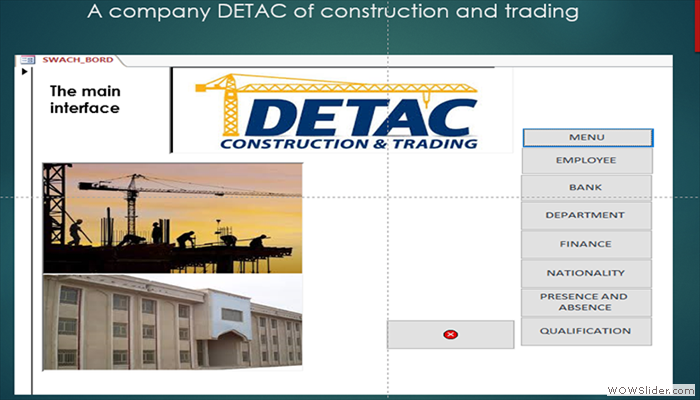 A company DETAC of construction and trading
SWACH_BORD
The main
interface
DETAC
CONSTRUCTION & TRADING
MENU
EMPLOYEE
BANK
DEPARTMENT
FINANCE
NATIONALITY
PRESENCE AND
ABSENCE
QUALIFICATION
WOWSlider.com